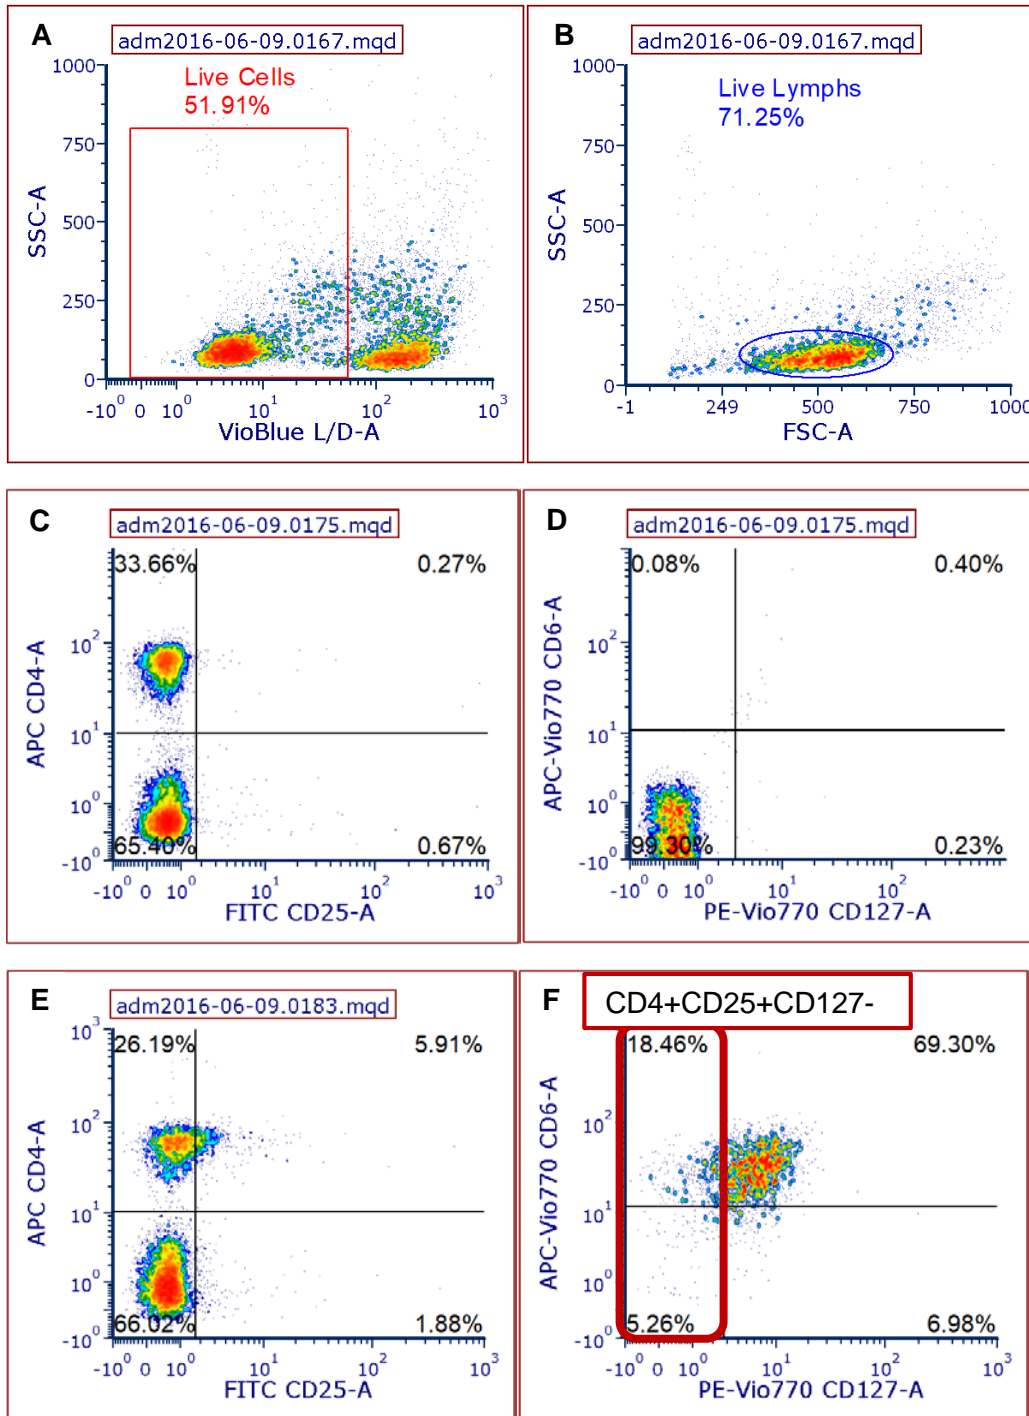 A
adm2016-06-09.0167.mqd
Live Cells
51.91%
1000
750
500
250
0
SSC-A
-10⁰ 0 10⁰ 10¹ 10² 10³
VioBlue L/D-A
B
adm2016-06-09.0167.mqd
Live Lymphs
71.25%
1000
750
500
250
0
SSC-A
-1 249 500 750 1000
FSC-A
C
adm2016-06-09.0175.mqd
33.66% 0.27%
10²
10¹
10⁰
-10⁰
APC CD4-A
65.40% 0.67%
-10⁰ 0 10⁰ 10¹ 10² 10³
FITC CD25-A
D
adm2016-06-09.0175.mqd
0.08% 0.40%
10²
10¹
10⁰
-10⁰
APC-Vio770 CD6-A
99.30% 0.23%
-10⁰ 0 10⁰ 10¹ 10²
PE-Vio770 CD127-A
E
adm2016-06-09.0183.mqd
10³
26.19% 5.91%
10²
10¹
10⁰
-10⁰
APC CD4-A
66.02% 1.88%
-10⁰ 0 10⁰ 10¹ 10² 10³
FITC CD25-A
F
CD4+CD25+CD127-
18.46% 69.30%
10²
10¹
10⁰
-10⁰
APC-Vio770 CD6-A
5.26% 6.98%
-10⁰ 0 10⁰ 10¹ 10² 10³
PE-Vio770 CD127-A